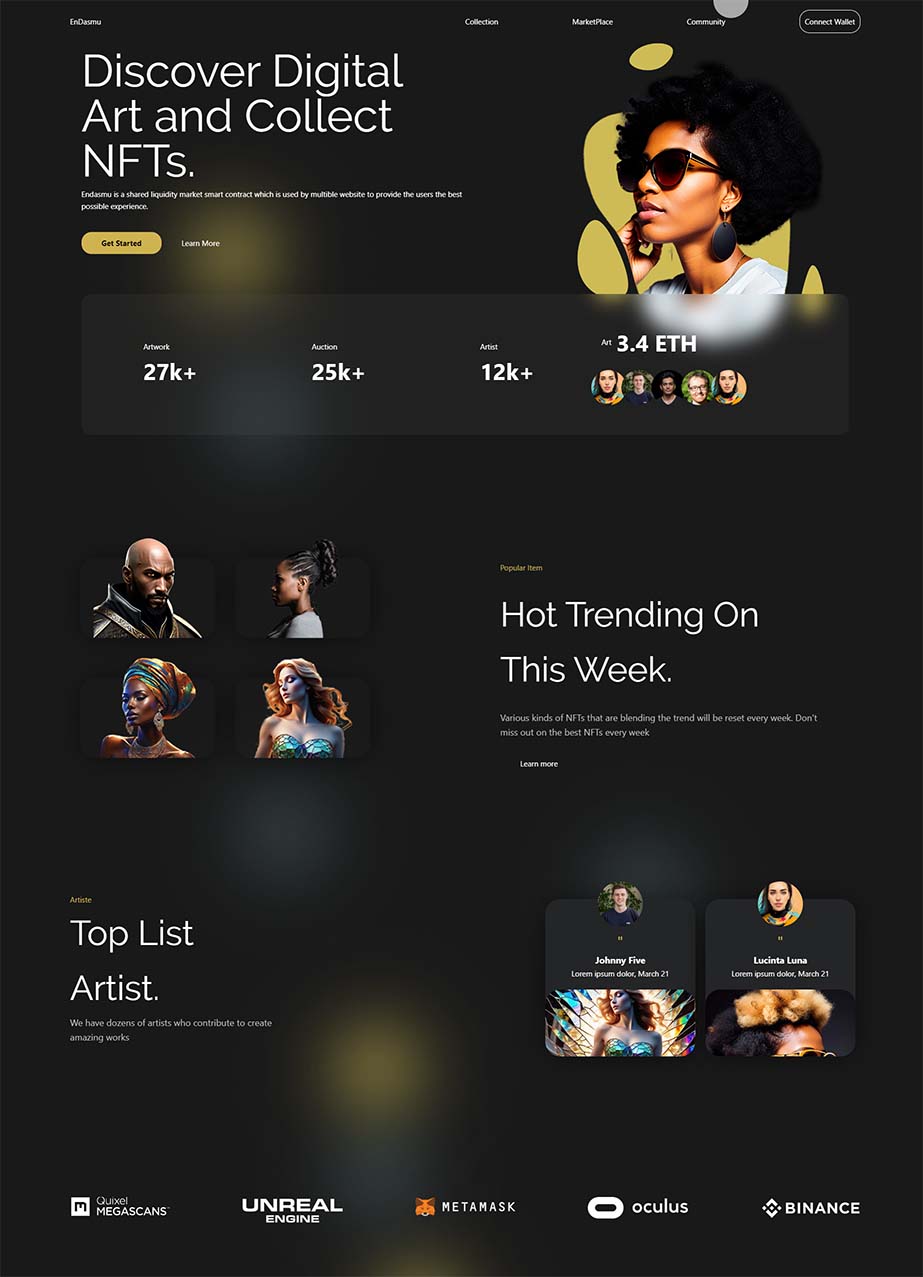 EnDasmu
Collection
MarketPlace
Community
Connect Wallet
Discover Digital
Art and Collect
NFTs.
Endasmu is a shared liquidity market smart contract which is used by multible website to provide the users the best
possible experience.
Get Started
Learn More
Artwork
27k+
Auction
25k+
Artist
12k+
Art 3.4 ETH
Popular Item
Hot Trending On
This Week.
Various kinds of NFTs that are blending the trend will be reset every week. Don't
miss out on the best NFTs every week
Learn more
Artiste
Top List
Artist.
We have dozens of artists who contribute to create
amazing works
"
Johnny Five
Lorem ipsum dolor, March 21
"
Lucinta Luna
Lorem ipsum dolor, March 21
Quixel
MEGASCANS™
UNREAL
ENGINE
METAMASK
oculus
BINANCE